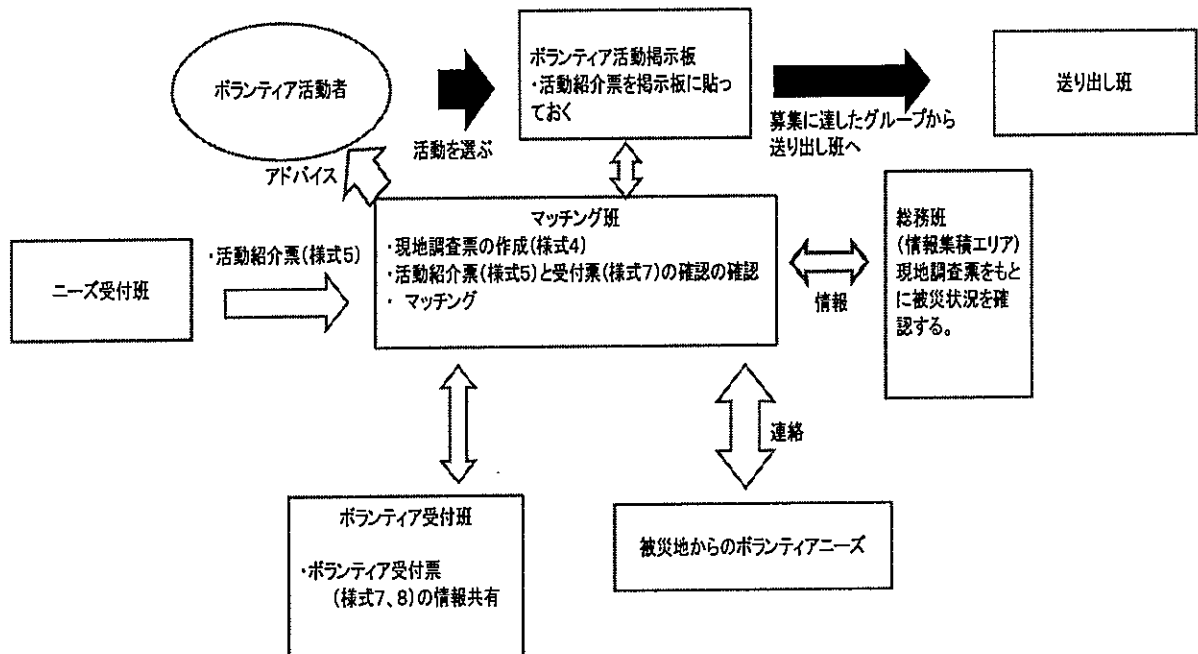 ボランティア活動者
活動を選ぶ
ボランティア活動掲示板
・活動紹介票を掲示板に貼っ
ておく
募集に達したグループから
送り出し班へ
送り出し班
アドバイス
ニーズ受付班
・活動紹介票(様式5)
マッチング班
・現地調査票の作成(様式4)
・活動紹介票(様式5)と受付票(様式7)の確認の確認
・ マッチング
情報
総務班
(情報集積エリア)
現地調査票をもと
に被災状況を確
認する。
連絡
ボランティア受付班
・ボランティア受付票
(様式7、8)の情報共有
被災地からのボランティアニーズ